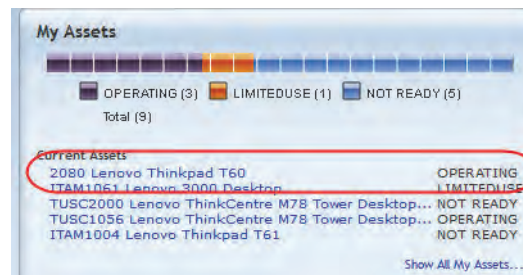 My Assets
OPERATING (3) LIMITEDUSE (1) NOT READY (5)
Total (9)
Current Assets
2080 Lenovo Thinkpad T60 OPERATING
ITAM1061 Lenovo 3000 Desktop LIMITEDUSE
TUSC2000 Lenovo ThinkCentre M78 Tower Desktop... NOT READY
TUSC1056 Lenovo ThinkCentre M78 Tower Desktop... OPERATING
ITAM1004 Lenovo Thinkpad T61 NOT READY
Show All My Assets...